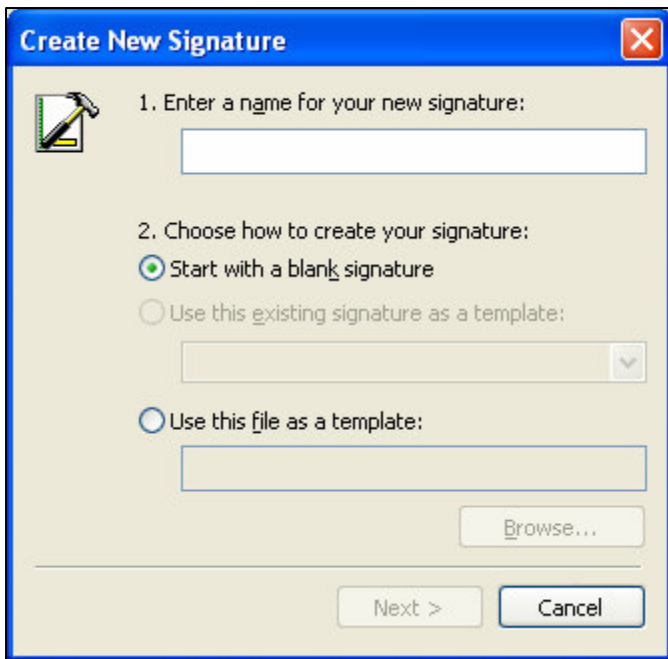 Create New Signature
1. Enter a name for your new signature:
2. Choose how to create your signature:
Start with a blank signature
Use this existing signature as a template:
Use this file as a template:
Browse...
Next >
Cancel